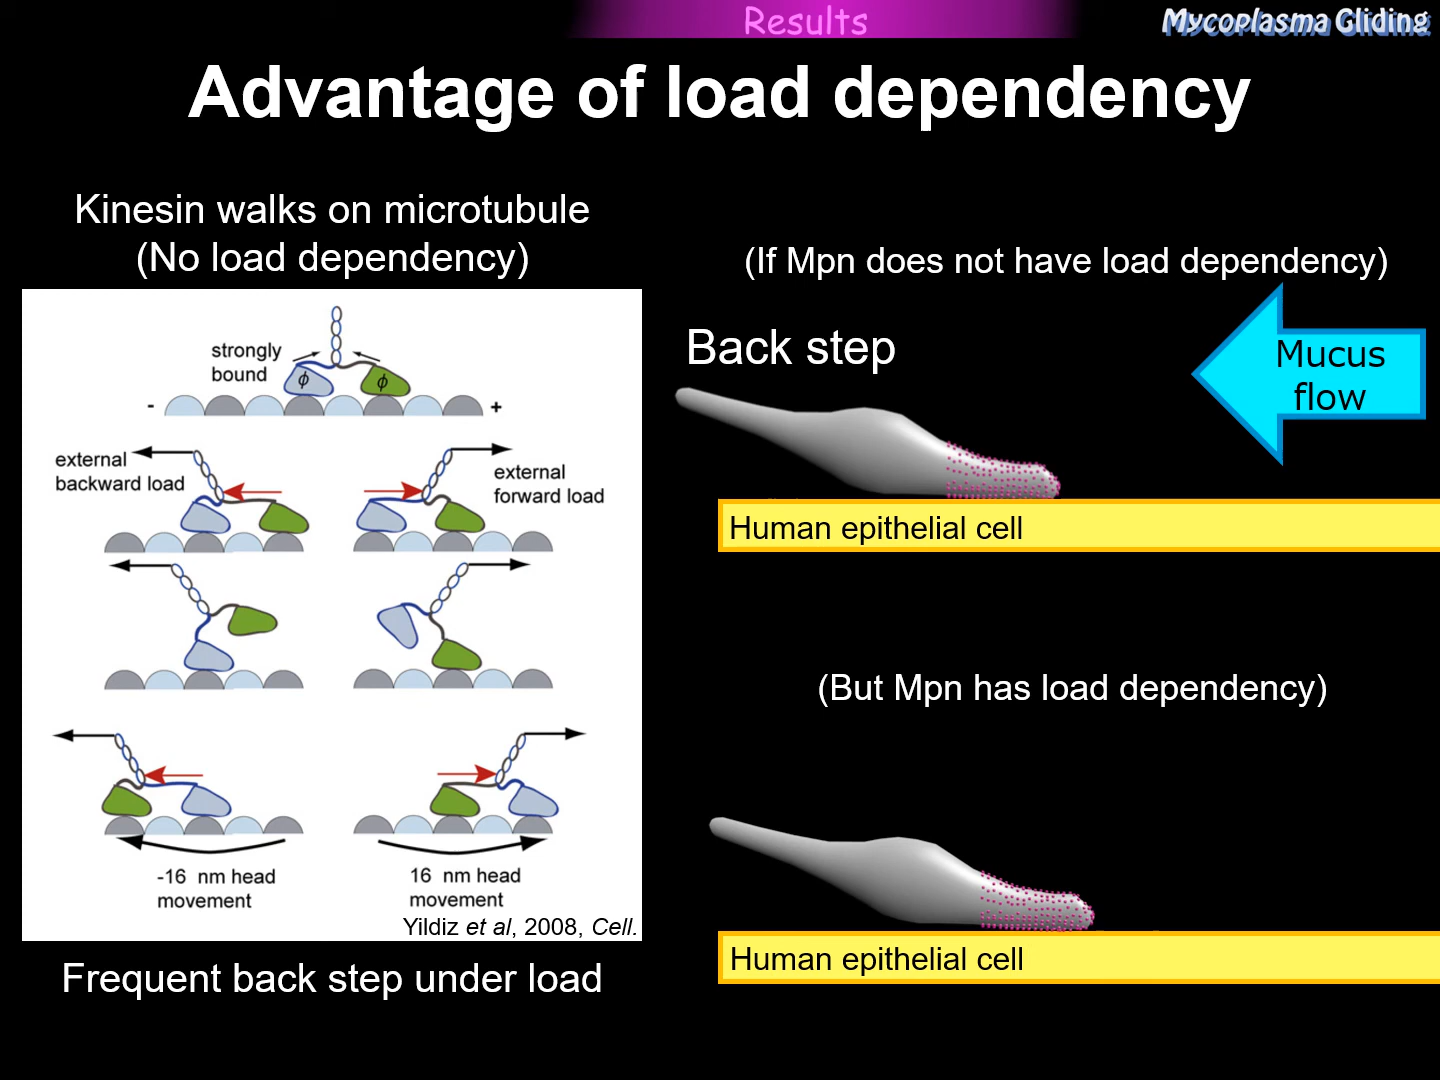 Results
Mycoplasma Gliding
Advantage of load dependency
Kinesin walks on microtubule
(No load dependency)
strongly
bound
ϕ
ϕ
-
+
external
backward load
external
forward load
-16 nm head
movement
16 nm head
movement
Yildiz et al, 2008, Cell.
Frequent back step under load
(If Mpn does not have load dependency)
Back step
Mucus
flow
Human epithelial cell
(But Mpn has load dependency)
Human epithelial cell